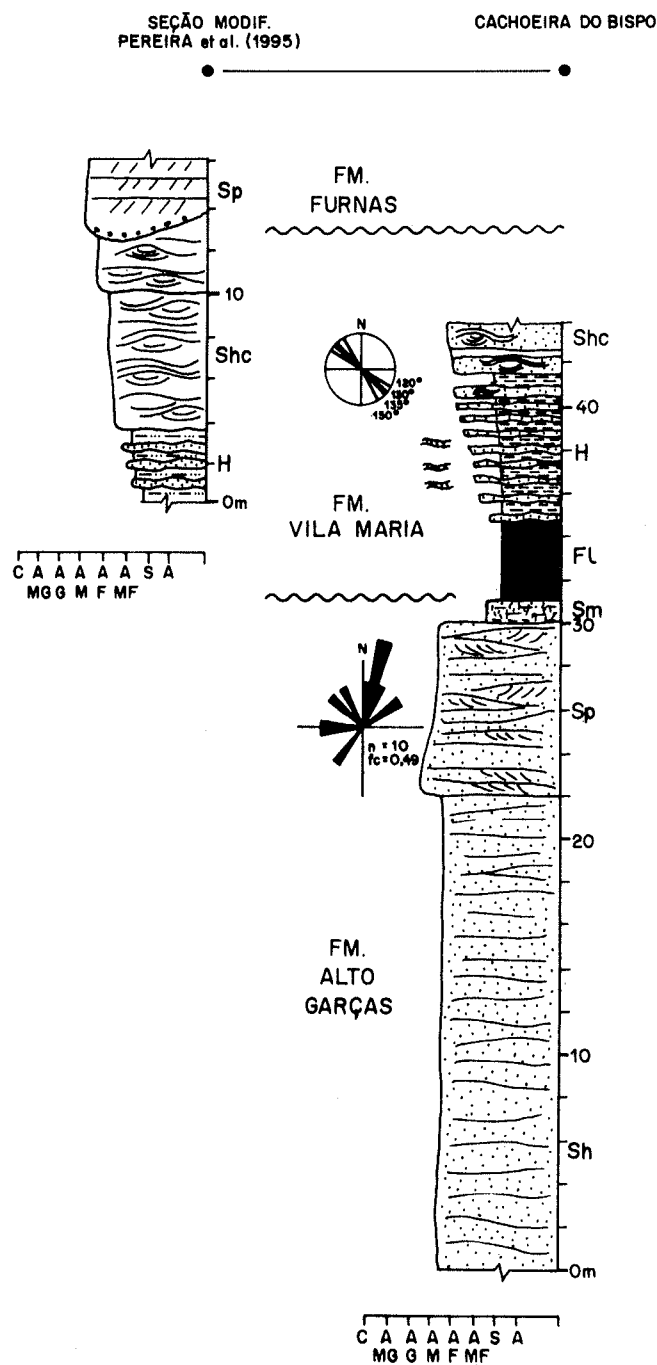 SEÇÃO MODIF.
PEREIRA et al. (1995)
CACHOEIRA DO BISPO
Sp
10
Shc
H
0m
C A A A A A S A
MG G M F MF
FM.
FURNAS
N
120°
130°
135°
150°
FM.
VILA MARIA
N
n = 10
fc = 0,49
FM.
ALTO
GARÇAS
Shc
40
H
Fl
Sm
30
Sp
20
10
Sh
0m
C A A A A A S A
MG G M F MF